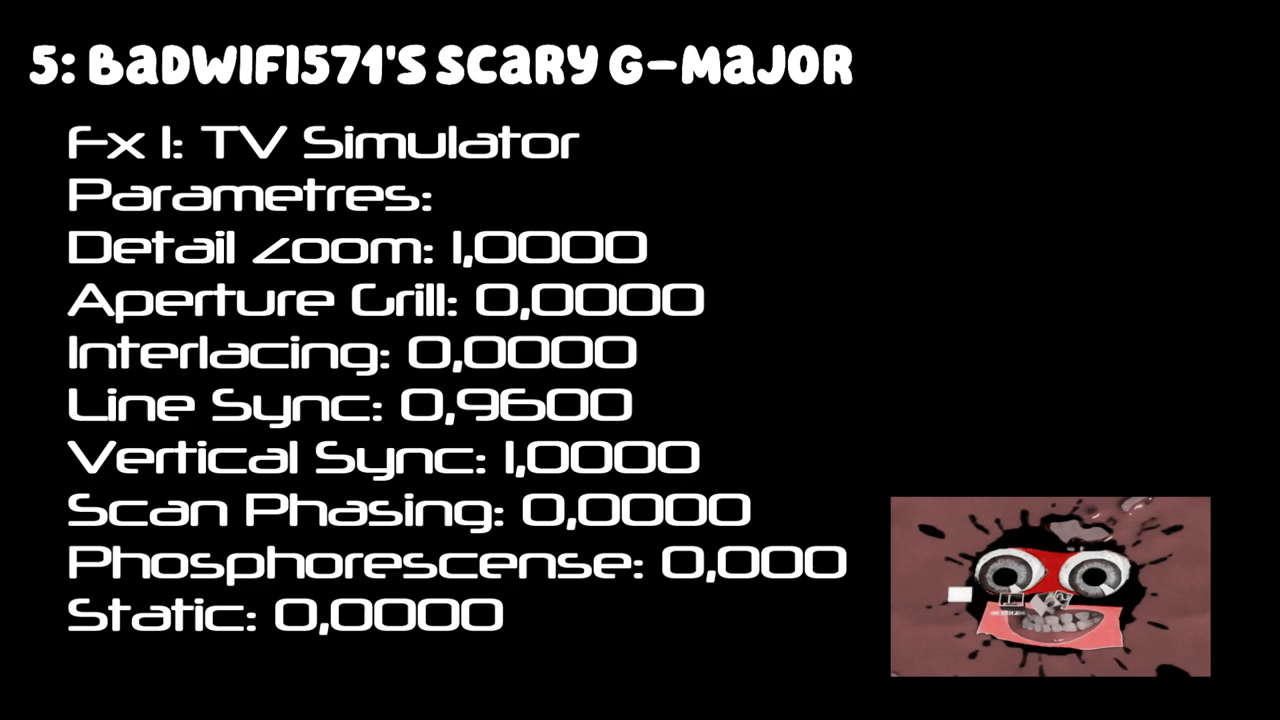 5: BaDWIFI571'S SCaRY G-MaJOR
Fx 1: TV Simulator
Parametres:
Detail Zoom: 1,0000
Aperture Grill: 0,0000
Interlacing: 0,0000
Line Sync: 0,9600
Vertical Sync: 1,0000
Scan Phasing: 0,0000
Phosphorescense: 0,000
Static: 0,0000